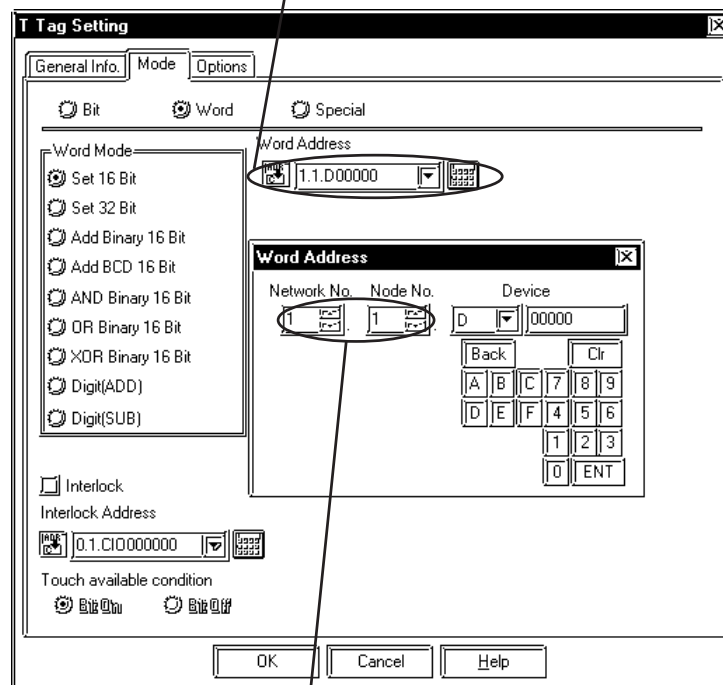 T Tag Setting
General Info. Mode Options
Bit Word Special
Word Mode
Set 16 Bit
Set 32 Bit
Add Binary 16 Bit
Add BCD 16 Bit
AND Binary 16 Bit
OR Binary 16 Bit
XOR Binary 16 Bit
Digit(ADD)
Digit(SUB)
Word Address
1.1.D00000
Word Address
Network No. Node No. Device
1 . 1 . D 00000
Back Clr
A B C 7 8 9
D E F 4 5 6
1 2 3
0 ENT
Interlock
Interlock Address
0.1.CIO000000
Touch available condition
Bit On Bit Off
OK Cancel Help